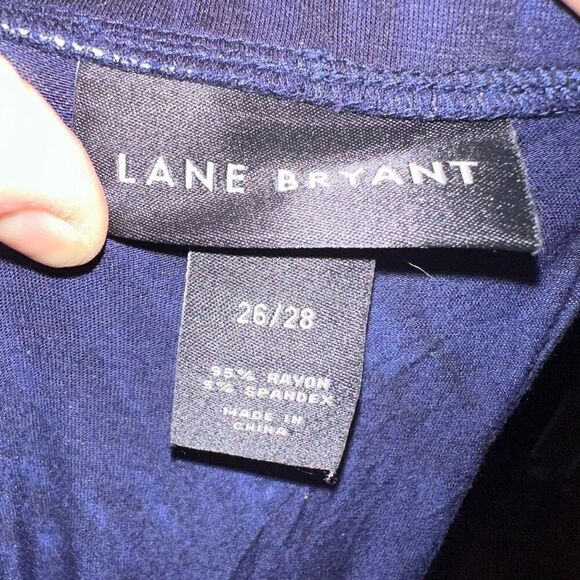 LANE BRYANT
26/28
95% RAYON
5% SPANDEX
MADE IN
CHINA